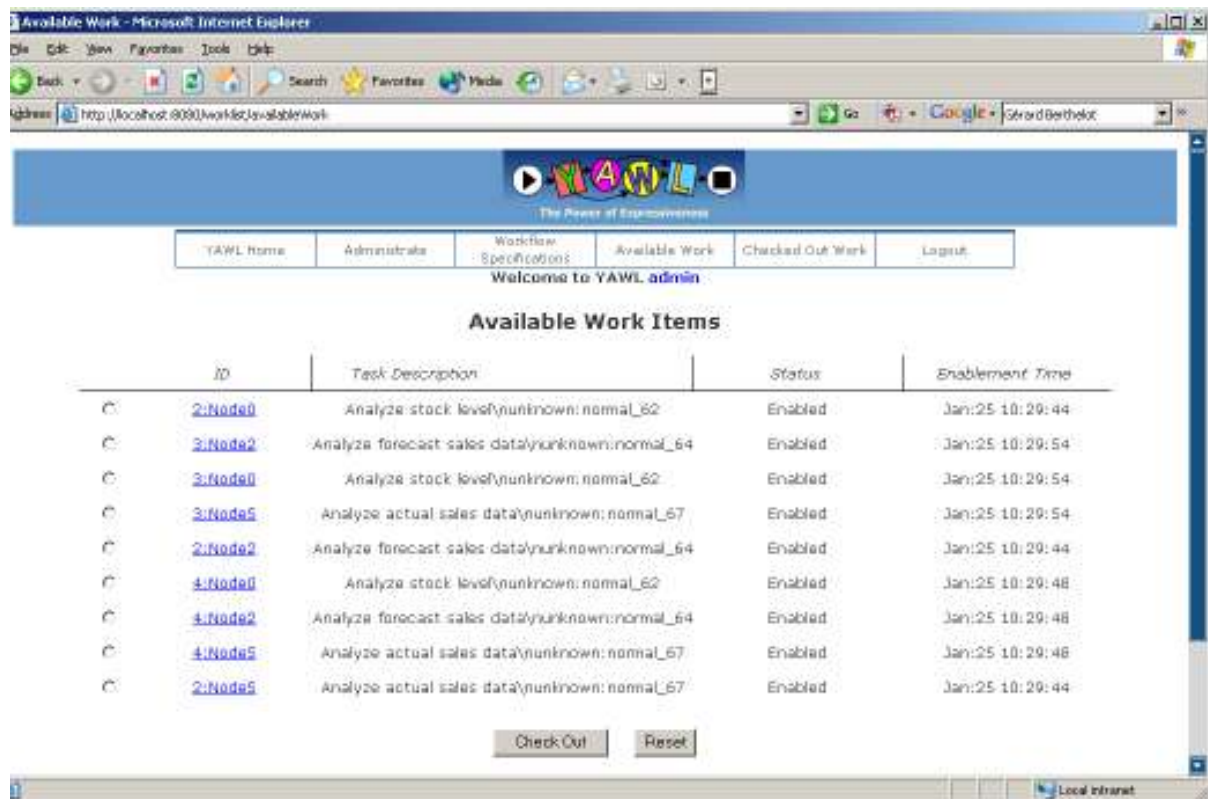 Available Work - Microsoft Internet Explorer
File Edit View Favorites Tools Help
Back Search Favorites Media
Address http://localhost:8080/worklist/availableWork Go Google Gérard Berthelot
YAWL
The Power of Expressiveness
YAWL Home Administrate Workflow Specifications Available Work Checked Out Work Logout
Welcome to YAWL admin
Available Work Items
ID Task Description Status Enablement Time
2:Node0 Analyze stock level\nunknown:normal_62 Enabled Jan:25 10:29:44
3:Node2 Analyze forecast sales data\nunknown:normal_64 Enabled Jan:25 10:29:54
3:Node0 Analyze stock level\nunknown:normal_62 Enabled Jan:25 10:29:54
3:Node5 Analyze actual sales data\nunknown:normal_67 Enabled Jan:25 10:29:54
2:Node2 Analyze forecast sales data\nunknown:normal_64 Enabled Jan:25 10:29:44
4:Node0 Analyze stock level\nunknown:normal_62 Enabled Jan:25 10:29:48
4:Node2 Analyze forecast sales data\nunknown:normal_64 Enabled Jan:25 10:29:48
4:Node5 Analyze actual sales data\nunknown:normal_67 Enabled Jan:25 10:29:48
2:Node5 Analyze actual sales data\nunknown:normal_67 Enabled Jan:25 10:29:44
Check Out Reset
Local intranet